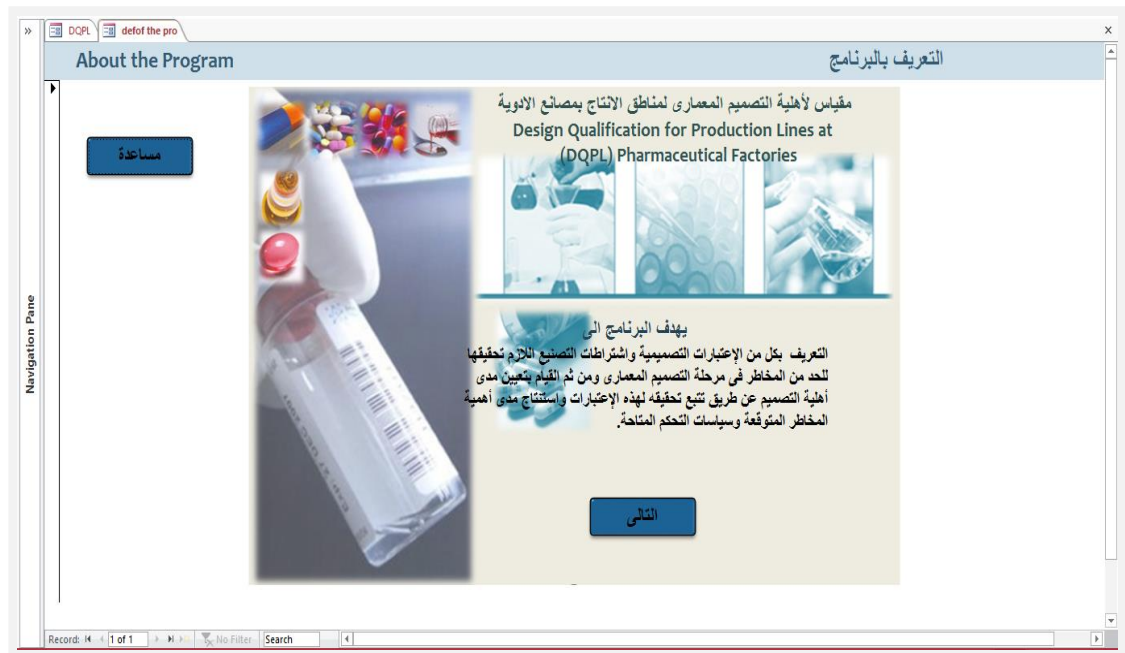 »
DQPL
defof the pro
x
About the Program
التعريف بالبرنامج
مساعدة
مقياس لأهلية التصميم المعمارى لمناطق الانتاج بمصانع الادوية
Design Qualification for Production Lines at
(DQPL) Pharmaceutical Factories
يهدف البرنامج الى
التعريف بكل من الإعتبارات التصميمية واشتراطات التصنيع اللازم تحقيقها
للحد من المخاطر فى مرحلة التصميم المعمارى ومن ثم القيام بتعين مدى
أهلية التصميم عن طريق تتبع تحقيقه لهذه الإعتبارات واستنتاج مدى أهمية
المخاطر المتوقعة وسياسات التحكم المتاحة.
التالى
Navigation Pane
Record: 1 of 1 No Filter Search